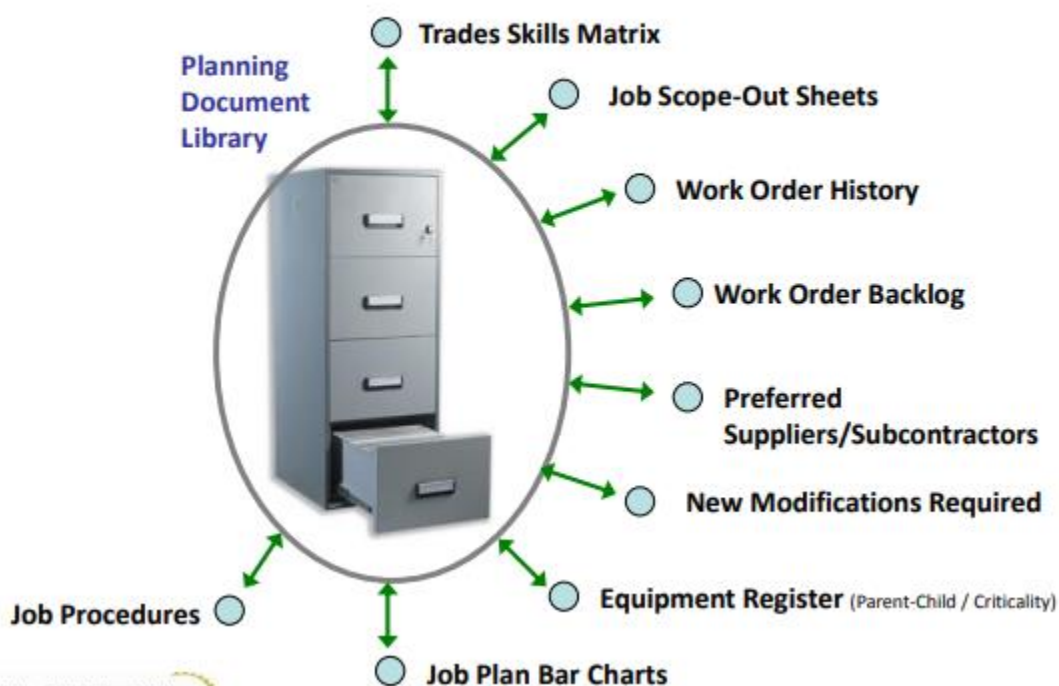 Trades Skills Matrix
Planning
Document
Library
Job Scope-Out Sheets
Work Order History
Work Order Backlog
Preferred
Suppliers/Subcontractors
New Modifications Required
Equipment Register (Parent-Child / Criticality)
Job Procedures
Job Plan Bar Charts